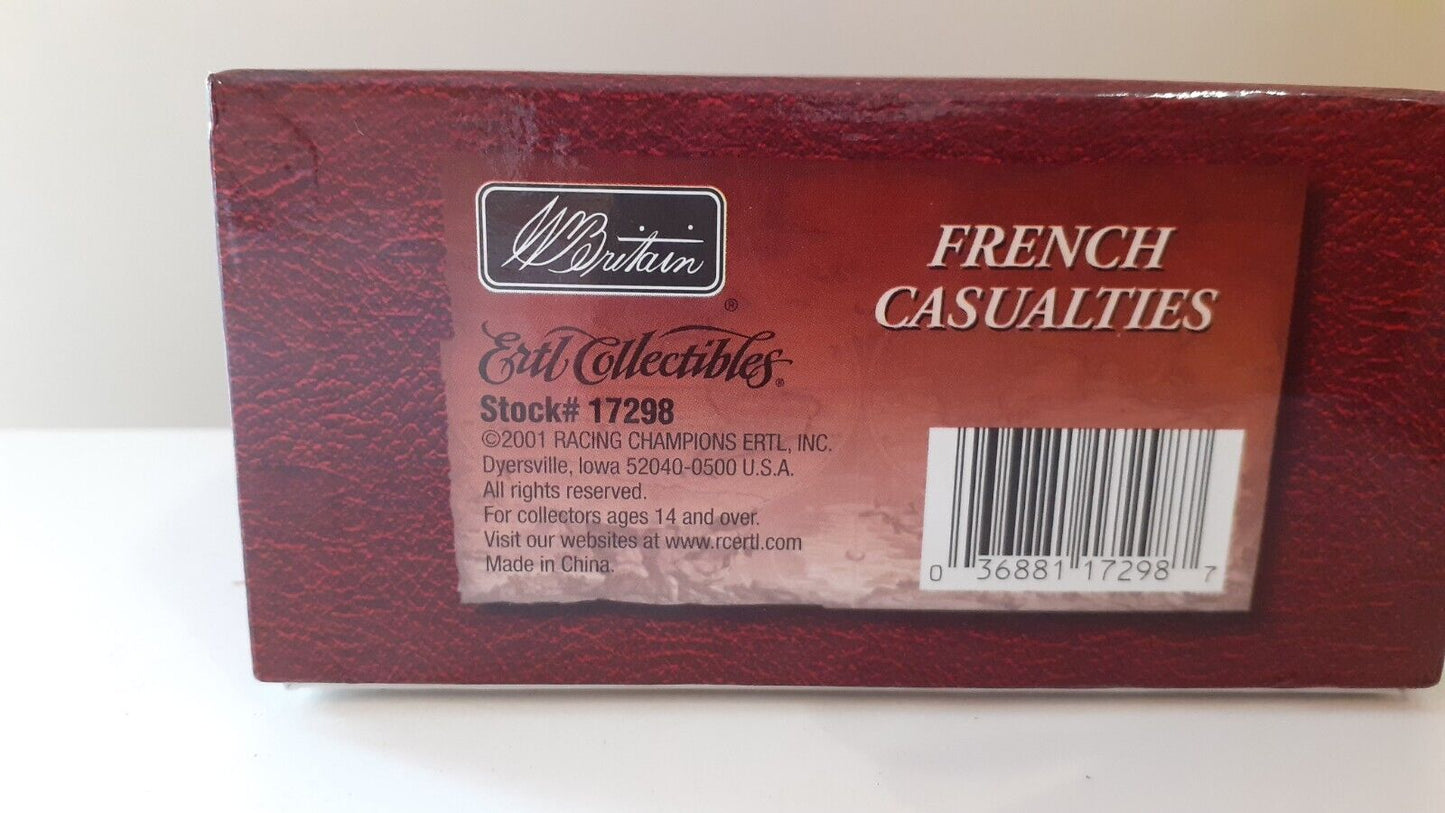 W Britain
®
Ertl Collectibles®
Stock# 17298
©2001 RACING CHAMPIONS ERTL, INC.
Dyersville, Iowa 52040-0500 U.S.A.
All rights reserved.
For collectors ages 14 and over.
Visit our websites at www.rcertl.com
Made in China.
FRENCH
CASUALTIES
0 36881 17298 7